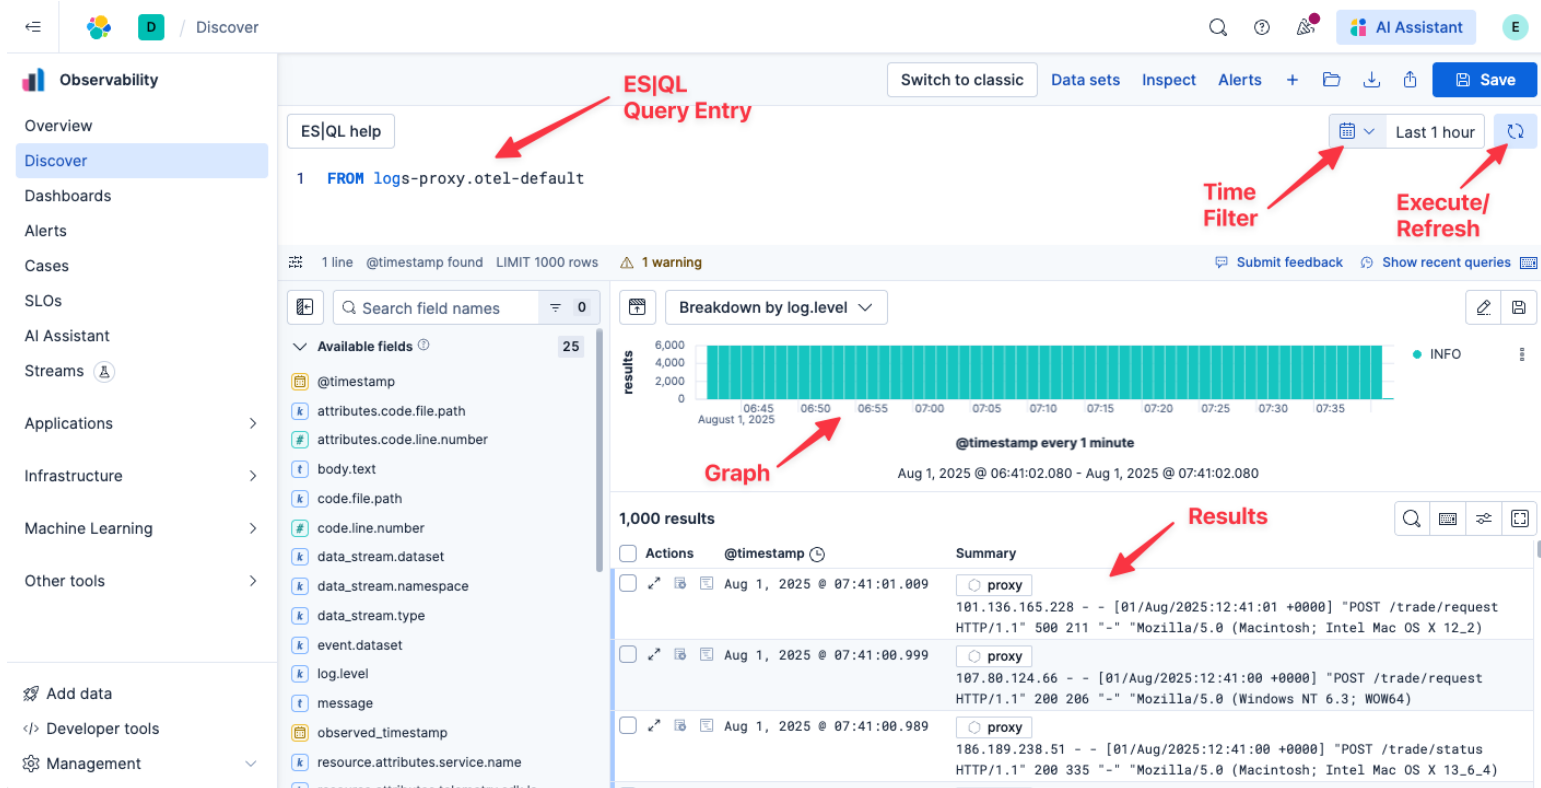 D / Discover
AI Assistant
E
Observability
Switch to classic
Data sets
Inspect
Alerts
Save
Overview
Discover
Dashboards
Alerts
Cases
SLOs
AI Assistant
Streams
Applications
Infrastructure
Machine Learning
Other tools
Add data
Developer tools
Management
ES|QL
Query Entry
ES|QL help
Last 1 hour
1 FROM logs-proxy.otel-default
Time
Filter
Execute/
Refresh
1 line @timestamp found LIMIT 1000 rows 1 warning
Submit feedback
Show recent queries
Search field names
0
Available fields
25
@timestamp
attributes.code.file.path
attributes.code.line.number
body.text
code.file.path
code.line.number
data_stream.dataset
data_stream.namespace
data_stream.type
event.dataset
log.level
message
observed_timestamp
resource.attributes.service.name
Breakdown by log.level
results
6,000
4,000
2,000
0
06:45 06:50 06:55 07:00 07:05 07:10 07:15 07:20 07:25 07:30 07:35
August 1, 2025
INFO
@timestamp every 1 minute
Graph
Aug 1, 2025 @ 06:41:02.080 - Aug 1, 2025 @ 07:41:02.080
1,000 results
Results
Actions @timestamp Summary
Aug 1, 2025 @ 07:41:01.009 proxy
101.136.165.228 - - [01/Aug/2025:12:41:01 +0000] "POST /trade/request
HTTP/1.1" 500 211 "-" "Mozilla/5.0 (Macintosh; Intel Mac OS X 12_2)
Aug 1, 2025 @ 07:41:00.999 proxy
107.80.124.66 - - [01/Aug/2025:12:41:00 +0000] "POST /trade/request
HTTP/1.1" 200 206 "-" "Mozilla/5.0 (Windows NT 6.3; WOW64)
Aug 1, 2025 @ 07:41:00.989 proxy
186.189.238.51 - - [01/Aug/2025:12:41:00 +0000] "POST /trade/status
HTTP/1.1" 200 335 "-" "Mozilla/5.0 (Macintosh; Intel Mac OS X 13_6_4)